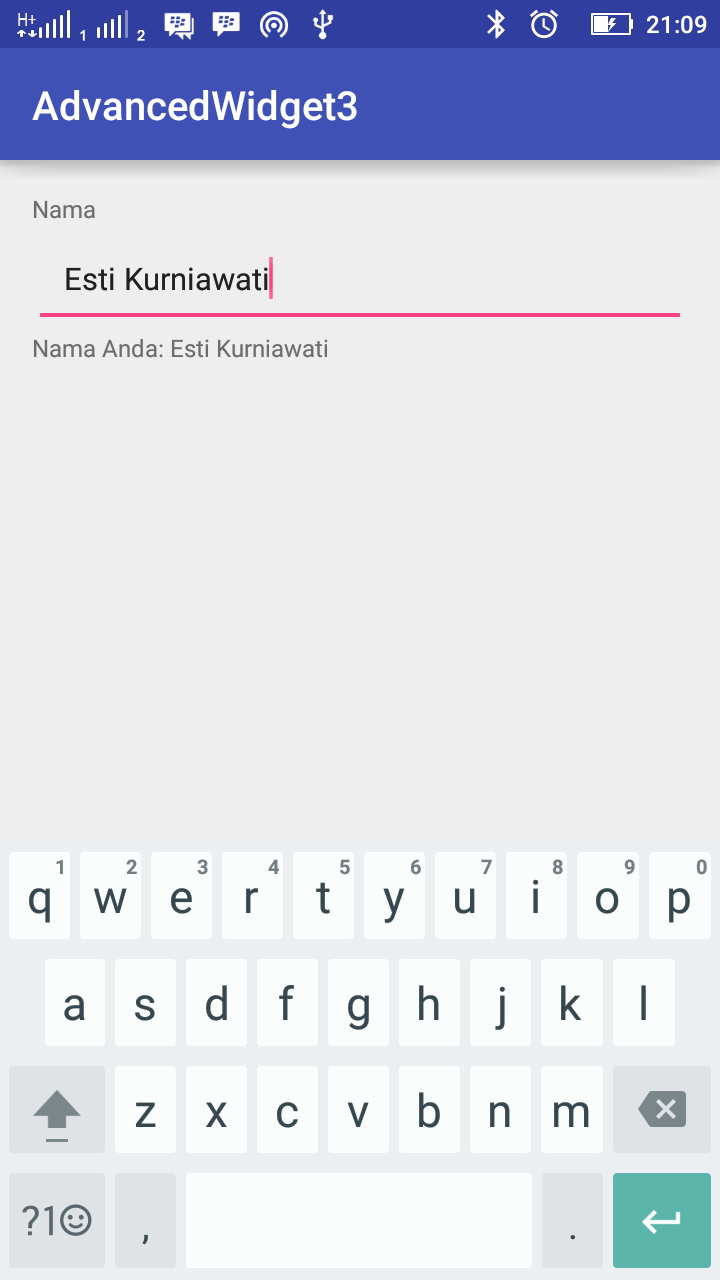 H+ 1 2 21:09
AdvancedWidget3
Nama
Esti Kurniawati
Nama Anda: Esti Kurniawati
1 2 3 4 5 6 7 8 9 0
q w e r t y u i o p
a s d f g h j k l
z x c v b n m
?1☺ , .